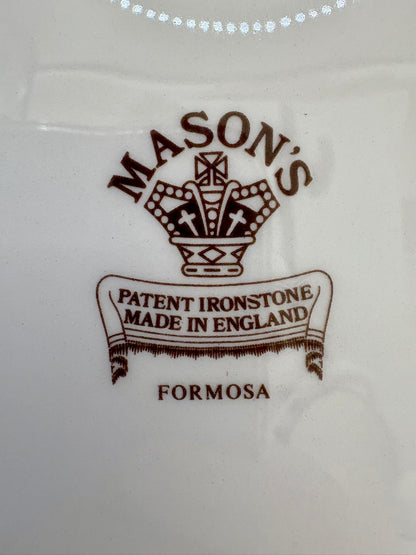 MASON'S
PATENT IRONSTONE
MADE IN ENGLAND
FORMOSA